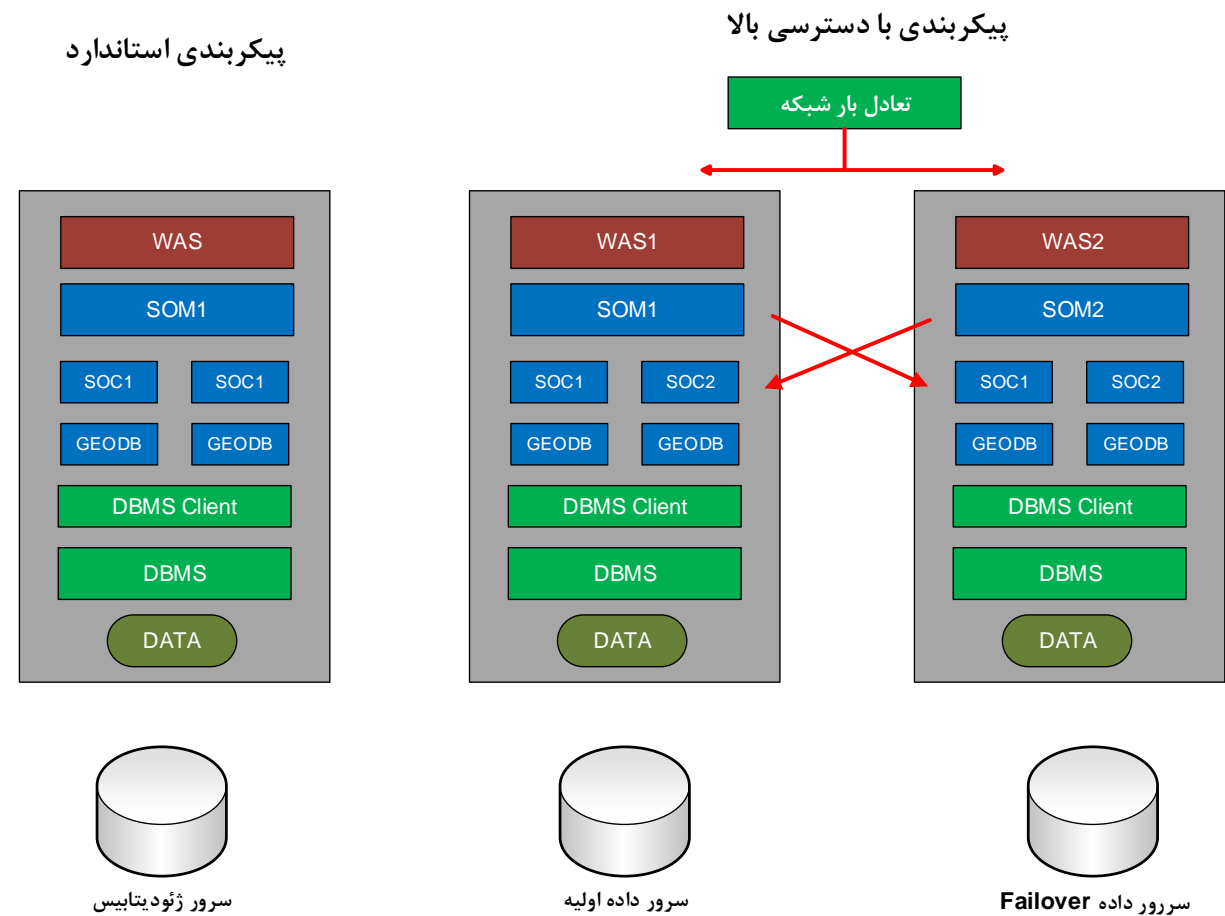 پیکربندی با دسترسی بالا
پیکربندی استاندارد
تعادل بار شبکه
WAS
SOM1
SOC1 SOC1
GEODB GEODB
DBMS Client
DBMS
DATA
سرور ژئودیتابیس
WAS1
SOM1
SOC1 SOC2
GEODB GEODB
DBMS Client
DBMS
DATA
سرور داده اولیه
WAS2
SOM2
SOC1 SOC2
GEODB GEODB
DBMS Client
DBMS
DATA
سررور داده Failover